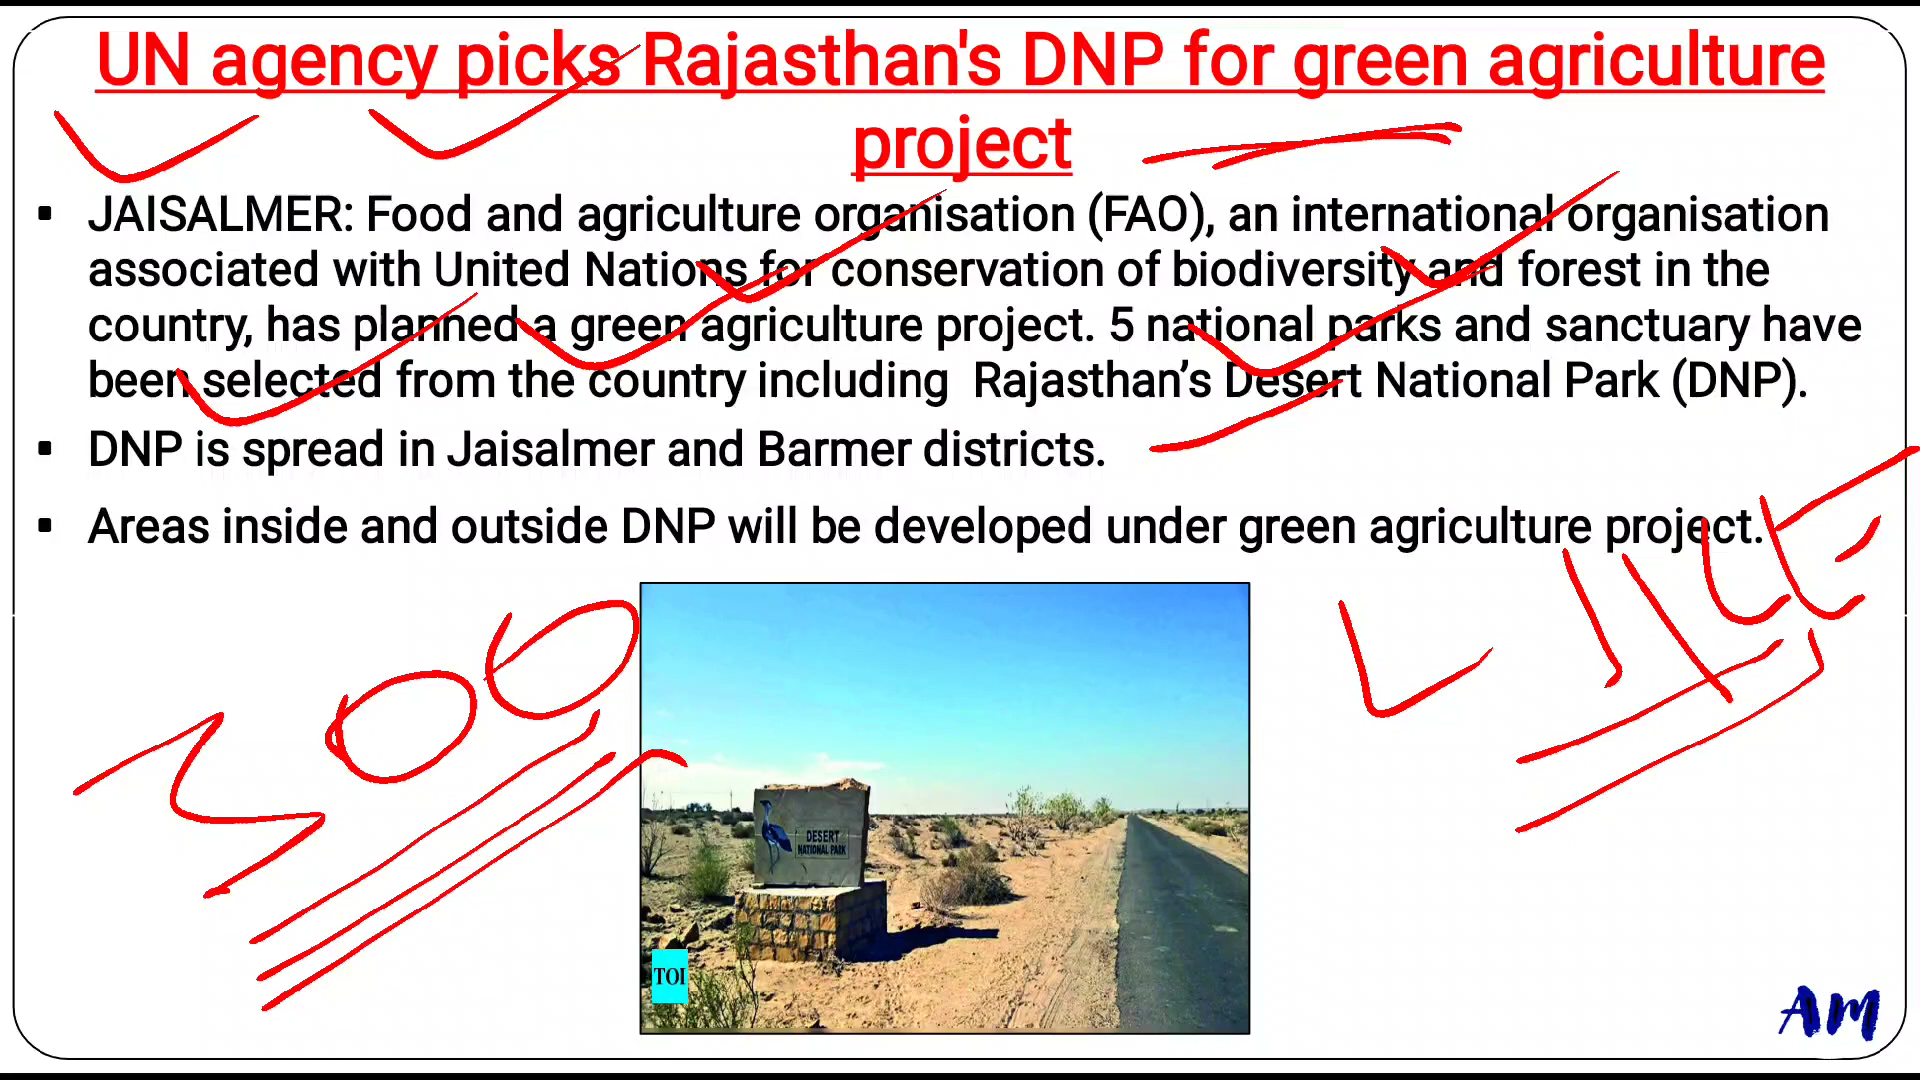 UN agency picks Rajasthan's DNP for green agriculture
project
▪ JAISALMER: Food and agriculture organisation (FAO), an international organisation
associated with United Nations for conservation of biodiversity and forest in the
country, has planned a green agriculture project. 5 national parks and sanctuary have
been selected from the country including Rajasthan’s Desert National Park (DNP).
▪ DNP is spread in Jaisalmer and Barmer districts.
▪ Areas inside and outside DNP will be developed under green agriculture project.
300
LIKE
DESERT
NATIONAL PARK
TOI
AM